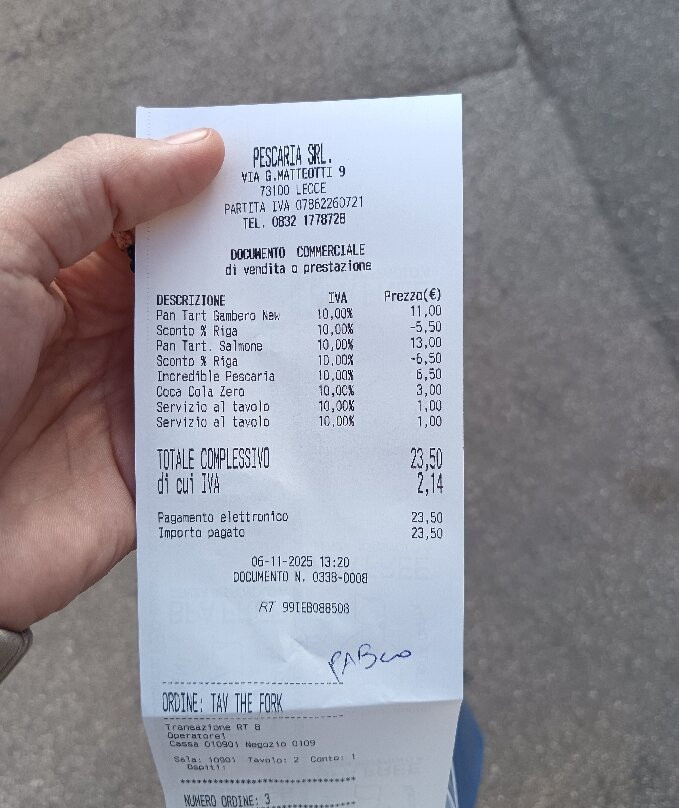 PESCARIA SRL.
VIA G.MATTEOTTI 9
73100 LECCE
PARTITA IVA 07862260721
TEL. 0832 1778728
DOCUMENTO COMMERCIALE
di vendita o prestazione
DESCRIZIONE IVA Prezzo(€)
Pan Tart Gambero New 10,00% 11,00
Sconto % Riga 10,00% -5,50
Pan Tart. Salmone 10,00% 13,00
Sconto % Riga 10,00% -6,50
Incredible Pescaria 10,00% 6,50
Coca Cola Zero 10,00% 3,00
Servizio al tavolo 10,00% 1,00
Servizio al tavolo 10,00% 1,00
TOTALE COMPLESSIVO 23,50
di cui IVA 2,14
Pagamento elettronico 23,50
Importo pagato 23,50
06-11-2025 13:20
DOCUMENTO N. 0338-0008
RT 99IEB088508
PABLO
ORDINE: TAV THE FORK
Transazione RT 8
Operatore1
Cassa 010901 Negozio 0109
Sala: 10901 Tavolo: 2 Conto: 1
Ospiti:
NUMERO ORDINE: 3